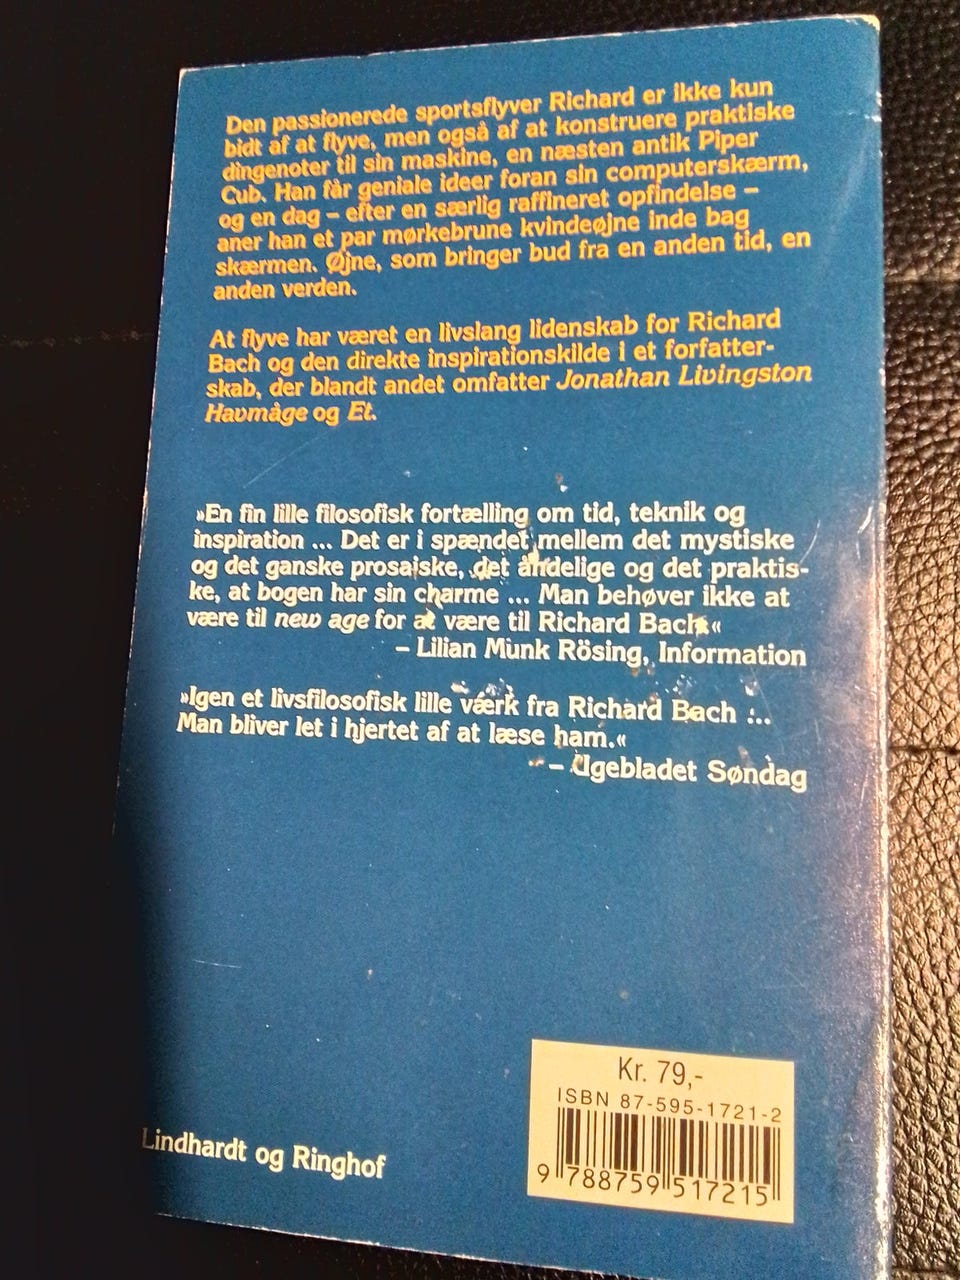 Den passionerede sportsflyver Richard er ikke kun
bidt af at flyve, men også af at konstruere praktiske
dingenoter til sin maskine, en næsten antik Piper
Cub. Han får geniale ideer foran sin computerskærm,
og en dag – efter en særlig raffineret opfindelse –
aner han et par mørkebrune kvindeøjne inde bag
skærmen. Øjne, som bringer bud fra en anden tid, en
anden verden.
At flyve har været en livslang lidenskab for Richard
Bach og den direkte inspirationskilde i et forfatter-
skab, der blandt andet omfatter Jonathan Livingston
Havmåge og Et.
»En fin lille filosofisk fortælling om tid, teknik og
inspiration ... Det er i spændet mellem det mystiske
og det ganske prosaiske, det åndelige og det praktis-
ke, at bogen har sin charme ... Man behøver ikke at
være til new age for at være til Richard Bach.«
– Lilian Munk Rösing, Information
»Igen et livsfilosofisk lille værk fra Richard Bach ...
Man bliver let i hjertet af at læse ham.«
– Ugebladet Søndag
Kr. 79,-
ISBN 87-595-1721-2
9 788759 517215
Lindhardt og Ringhof